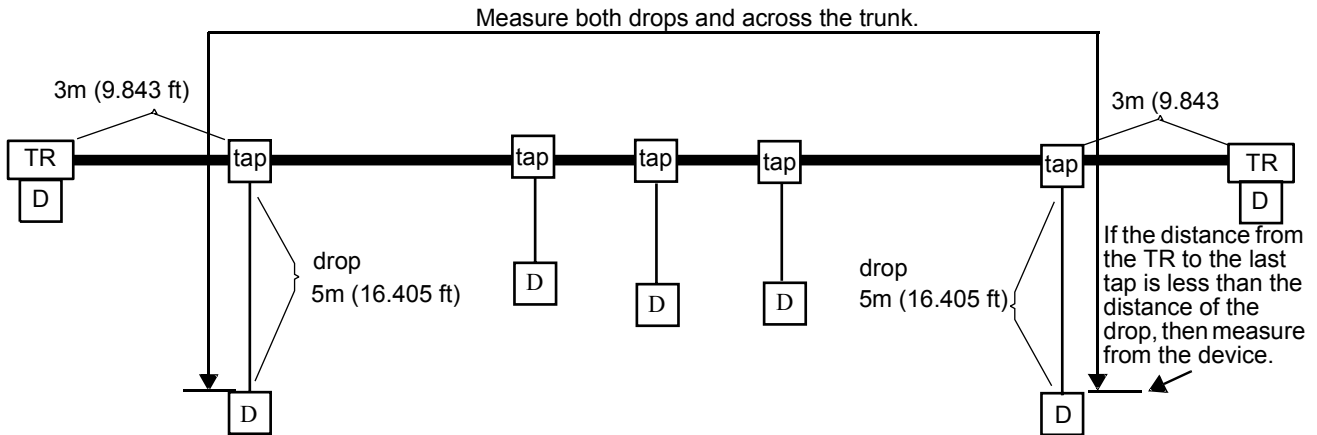 Measure both drops and across the trunk.
3m (9.843 ft)
3m (9.843
TR
tap
tap
tap
tap
tap
TR
D
D
If the distance from
the TR to the last
tap is less than the
distance of the
drop, then measure
from the device.
drop
5m (16.405 ft)
drop
5m (16.405 ft)
D
D
D
D
D